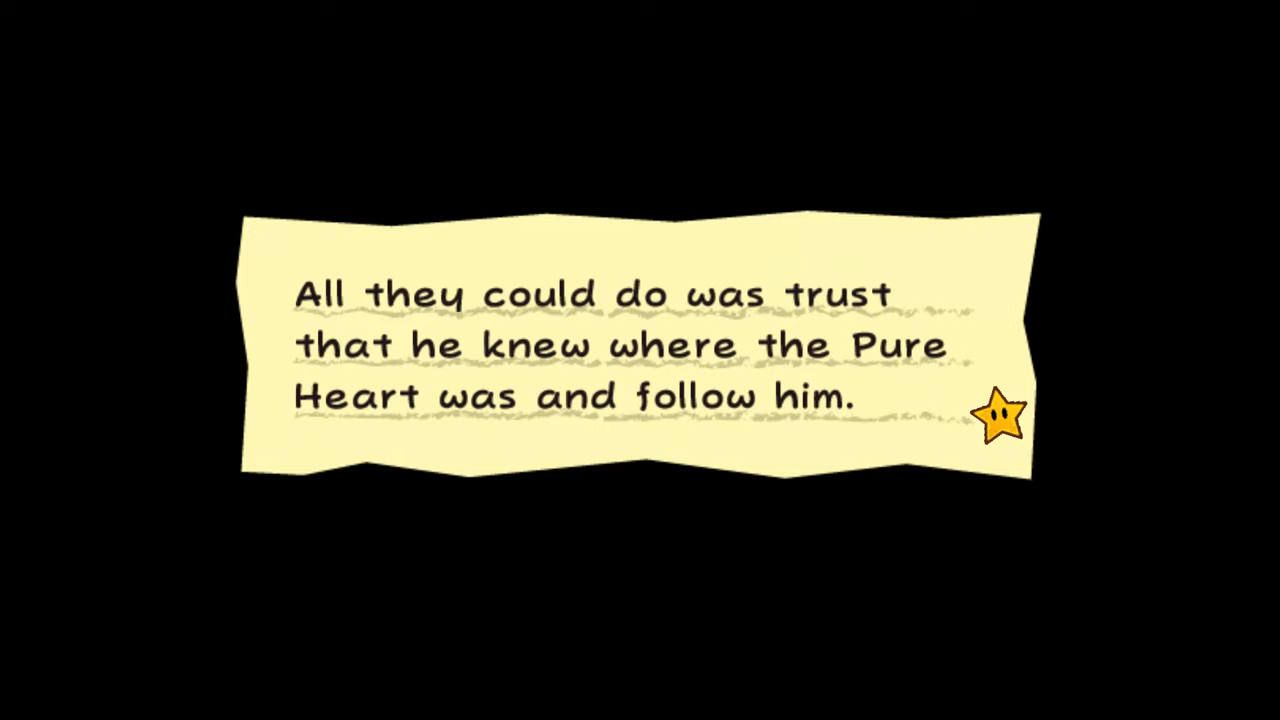 All they could do was trust
that he knew where the Pure
Heart was and follow him.